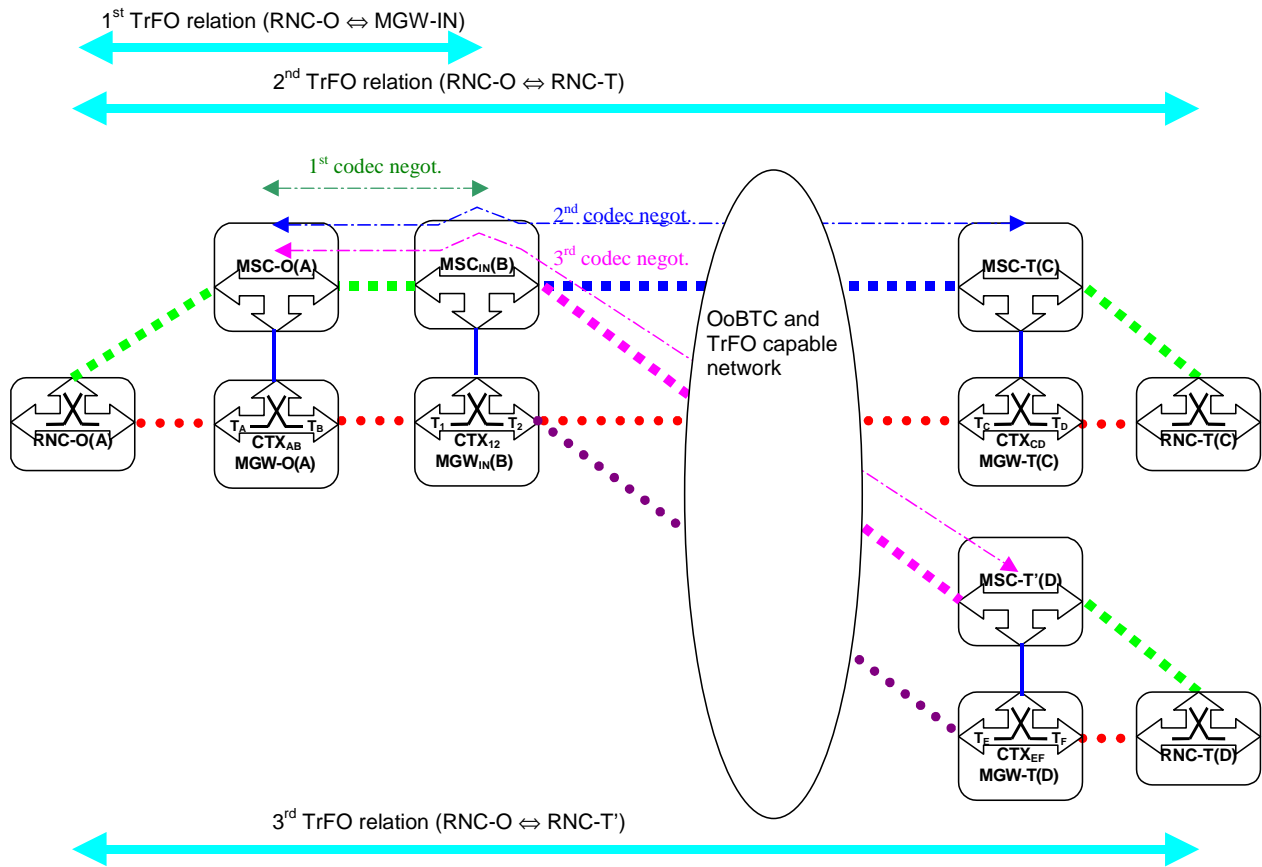 1st TrFO relation (RNC-O ⇔ MGW-IN)
2nd TrFO relation (RNC-O ⇔ RNC-T)
1st codec negot.
2nd codec negot.
3rd codec negot.
MSC-O(A)
MSCIN(B)
MSC-T(C)
OoBTC and
TrFO capable
network
RNC-O(A)
TA TB
CTXAB
MGW-O(A)
T1 T2
CTX12
MGWIN(B)
TC TD
CTXCD
MGW-T(C)
RNC-T(C)
MSC-T’(D)
TE TF
CTXEF
MGW-T(D)
RNC-T(D)
3rd TrFO relation (RNC-O ⇔ RNC-T’)